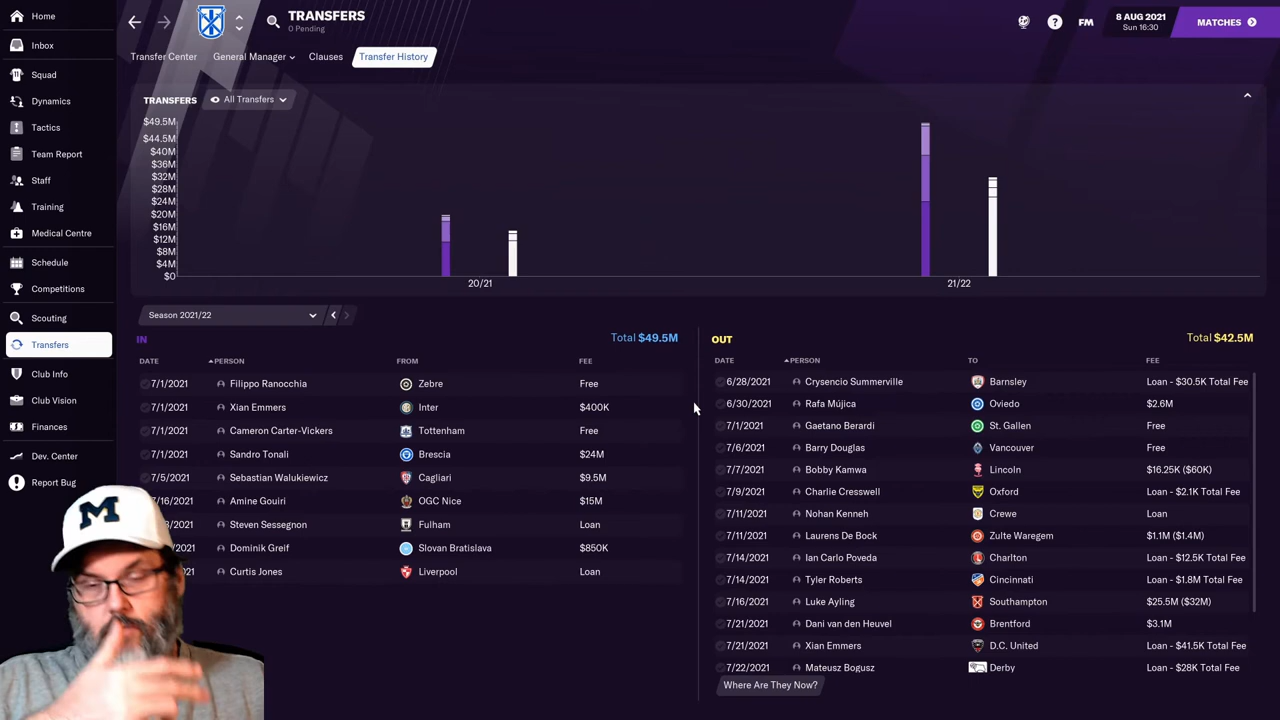 Home
Inbox
Squad
Dynamics
Tactics
Team Report
Staff
Training
Medical Centre
Schedule
Competitions
Scouting
Transfers
Club Info
Club Vision
Finances
Dev. Center
Report Bug
TRANSFERS
0 Pending
FM
8 AUG 2021
Sun 16:30
MATCHES
Transfer Center
General Manager
Clauses
Transfer History
TRANSFERS
All Transfers
$49.5M
$44.5M
$40M
$36M
$32M
$28M
$24M
$20M
$16M
$12M
$8M
$4M
$0
20/21
21/22
Season 2021/22
IN
Total $49.5M
DATE PERSON FROM FEE
7/1/2021 Filippo Ranocchia Zebre Free
7/1/2021 Xian Emmers Inter $400K
7/1/2021 Cameron Carter-Vickers Tottenham Free
7/1/2021 Sandro Tonali Brescia $24M
7/5/2021 Sebastian Walukiewicz Cagliari $9.5M
/16/2021 Amine Gouiri OGC Nice $15M
/2021 Steven Sessegnon Fulham Loan
/2021 Dominik Greif Slovan Bratislava $850K
21 Curtis Jones Liverpool Loan
OUT
Total $42.5M
DATE PERSON TO FEE
6/28/2021 Crysencio Summerville Barnsley Loan - $30.5K Total Fee
6/30/2021 Rafa Mújica Oviedo $2.6M
7/1/2021 Gaetano Berardi St. Gallen Free
7/6/2021 Barry Douglas Vancouver Free
7/7/2021 Bobby Kamwa Lincoln $16.25K ($60K)
7/9/2021 Charlie Cresswell Oxford Loan - $2.1K Total Fee
7/11/2021 Nohan Kenneh Crewe Loan
7/11/2021 Laurens De Bock Zulte Waregem $1.1M ($1.4M)
7/14/2021 Ian Carlo Poveda Charlton Loan - $12.5K Total Fee
7/14/2021 Tyler Roberts Cincinnati Loan - $1.8M Total Fee
7/16/2021 Luke Ayling Southampton $25.5M ($32M)
7/21/2021 Dani van den Heuvel Brentford $3.1M
7/21/2021 Xian Emmers D.C. United Loan - $41.5K Total Fee
7/22/2021 Mateusz Bogusz Derby Loan - $28K Total Fee
Where Are They Now?
M